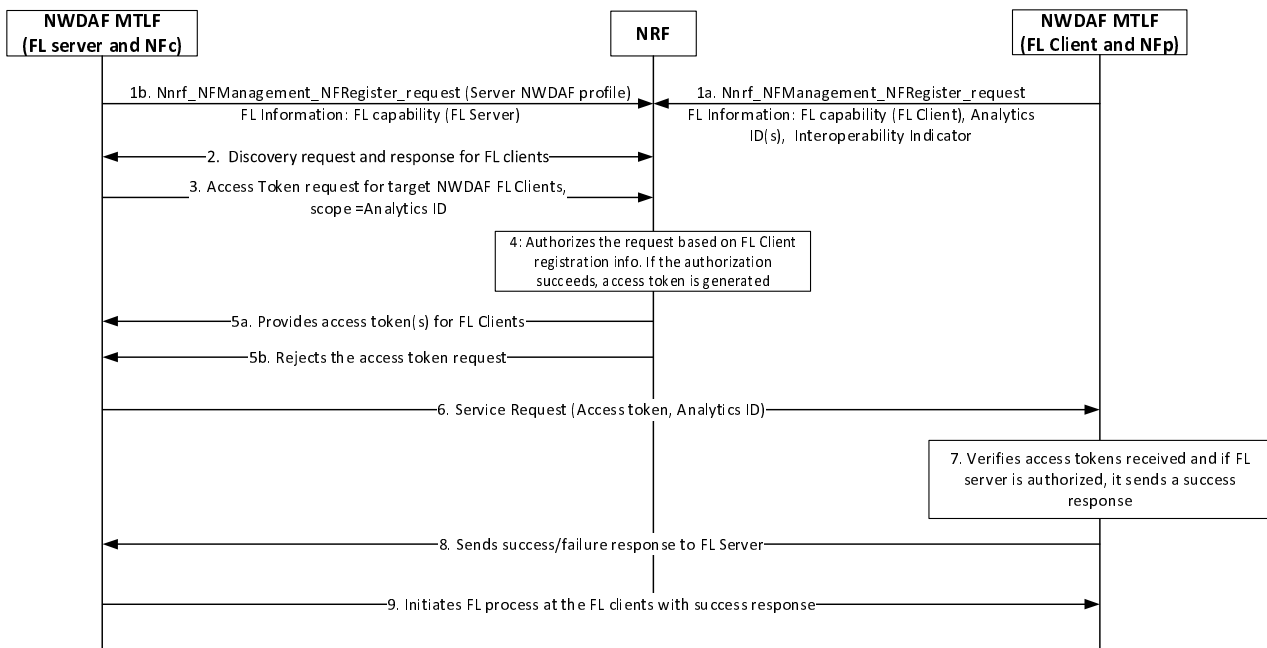 NWDAF MTLF
(FL server and NFc)
NRF
NWDAF MTLF
(FL Client and NFp)
1b. Nnrf_NFManagement_NFRegister_request (Server NWDAF profile)
FL Information: FL capability (FL Server)
1a. Nnrf_NFManagement_NFRegister_request
FL Information: FL capability (FL Client), Analytics
ID(s), Interoperability Indicator
2. Discovery request and response for FL clients
3. Access Token request for target NWDAF FL Clients,
scope =Analytics ID
4: Authorizes the request based on FL Client
registration info. If the authorization
succeeds, access token is generated
5a. Provides access token(s) for FL Clients
5b. Rejects the access token request
6. Service Request (Access token, Analytics ID)
7. Verifies access tokens received and if FL
server is authorized, it sends a success
response
8. Sends success/failure response to FL Server
9. Initiates FL process at the FL clients with success response